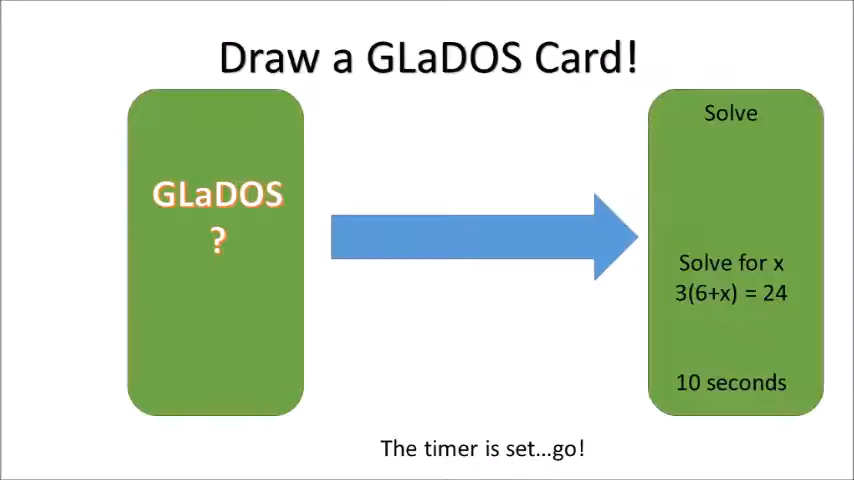 Draw a GLaDOS Card!
GLaDOS
?
Solve
Solve for x
3(6+x) = 24
10 seconds
The timer is set...go!